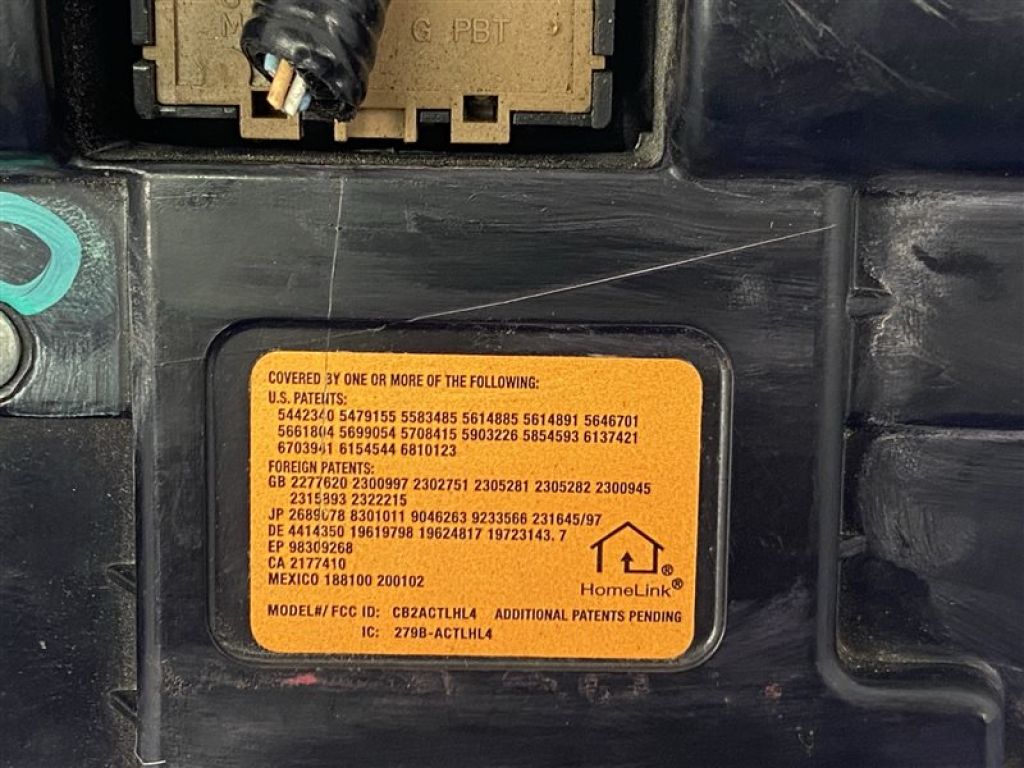 G PBT
COVERED BY ONE OR MORE OF THE FOLLOWING:
U.S. PATENTS:
5442340 5479155 5583485 5614885 5614891 5646701
5661804 5699054 5708415 5903226 5854593 6137421
6703941 6154544 6810123
FOREIGN PATENTS:
GB 2277620 2300997 2302751 2305281 2305282 2300945
2315893 2322215
JP 2689078 8301011 9046263 9233566 231645/97
DE 4414350 19619798 19624817 19723143. 7
EP 98309268
CA 2177410
MEXICO 188100 200102
HomeLink®
MODEL#/FCC ID: CB2ACTLHL4 ADDITIONAL PATENTS PENDING
IC: 279B-ACTLHL4